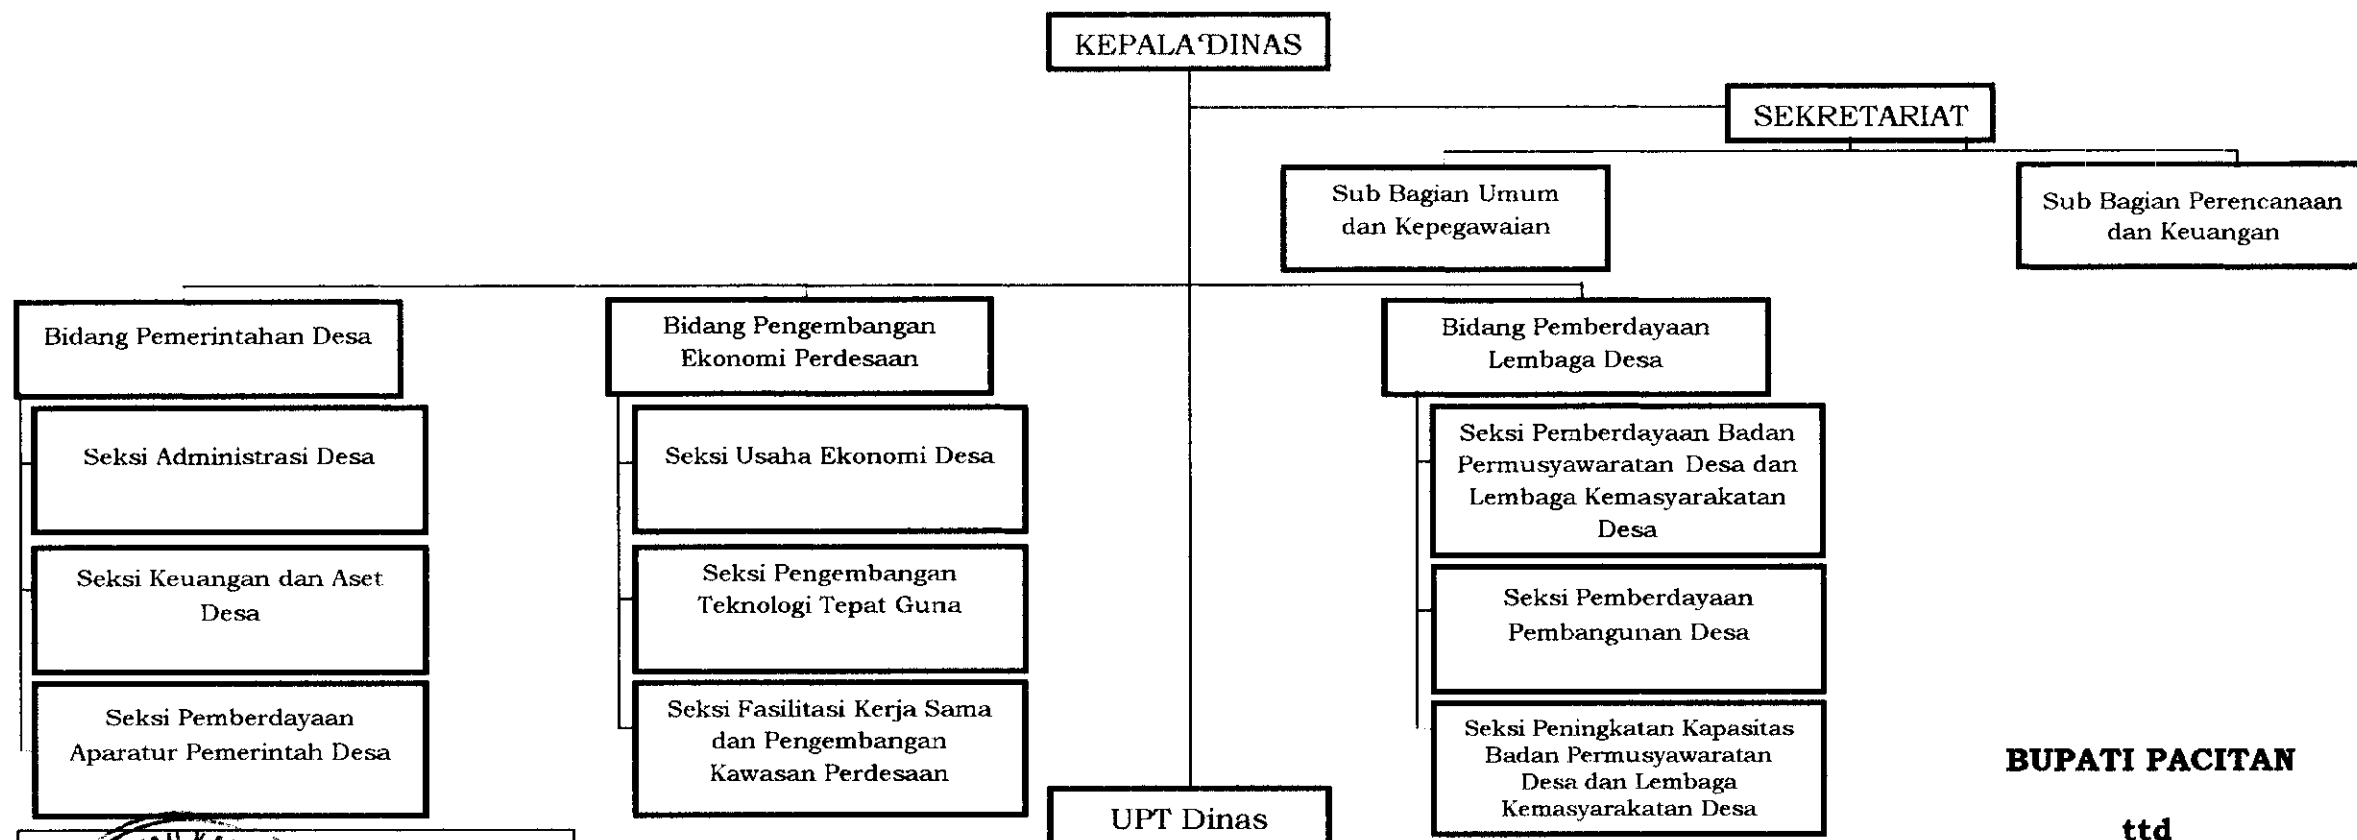 KEPALA DINAS
SEKRETARIAT
Sub Bagian Umum
dan Kepegawaian
Sub Bagian Perencanaan
dan Keuangan
Bidang Pemerintahan Desa
Seksi Administrasi Desa
Seksi Keuangan dan Aset
Desa
Seksi Pemberdayaan
Aparatur Pemerintah Desa
Bidang Pengembangan
Ekonomi Perdesaan
Seksi Usaha Ekonomi Desa
Seksi Pengembangan
Teknologi Tepat Guna
Seksi Fasilitasi Kerja Sama
dan Pengembangan
Kawasan Perdesaan
Bidang Pemberdayaan
Lembaga Desa
Seksi Pemberdayaan Badan
Permusyawaratan Desa dan
Lembaga Kemasyarakatan
Desa
Seksi Pemberdayaan
Pembangunan Desa
Seksi Peningkatan Kapasitas
Badan Permusyawaratan
Desa dan Lembaga
Kemasyarakatan Desa
UPT Dinas
BUPATI PACITAN
ttd